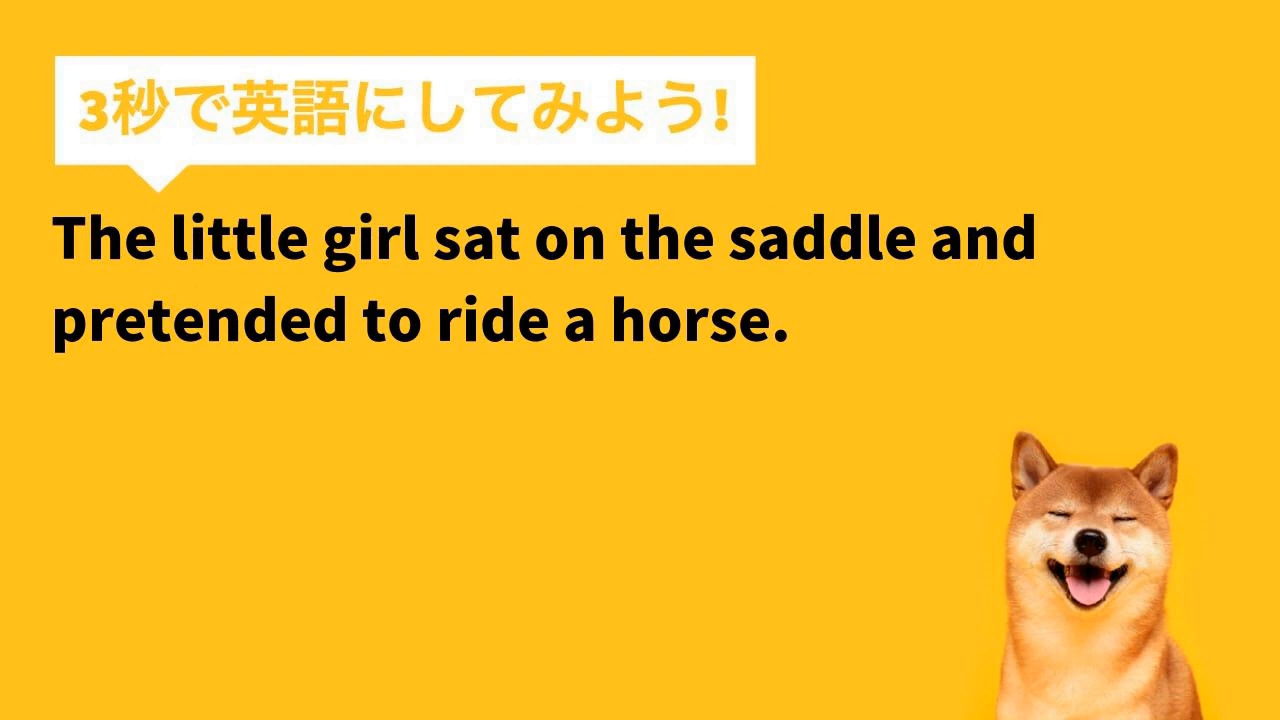 3秒で英語にしてみよう!
The little girl sat on the saddle and
pretended to ride a horse.